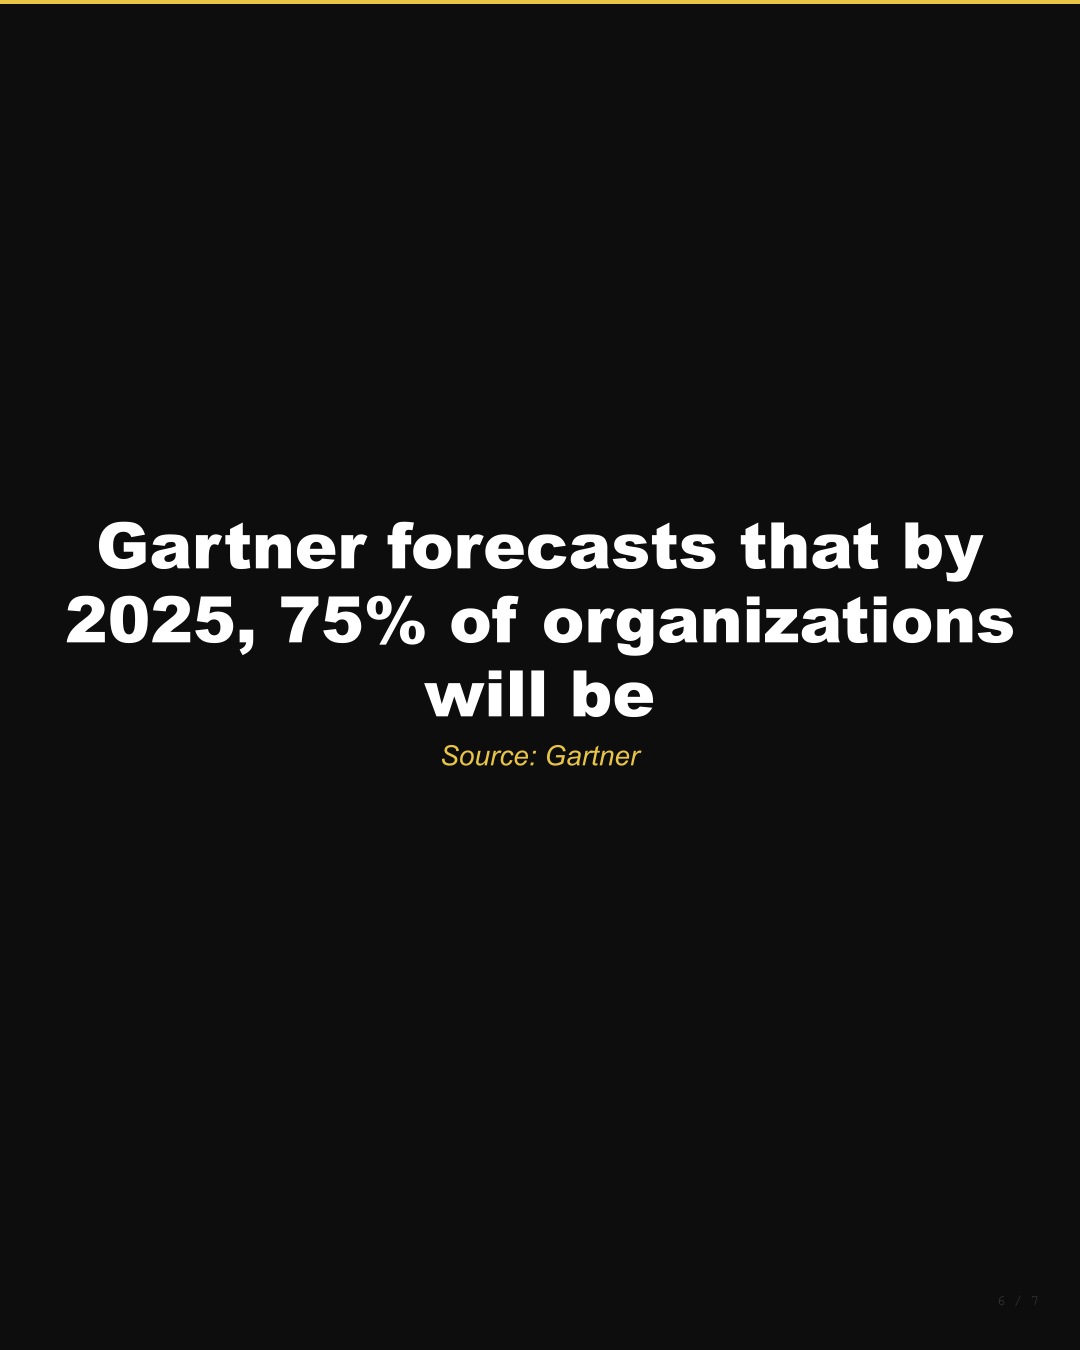 Gartner forecasts that by
2025, 75% of organizations
will be
Source: Gartner
6 / 7